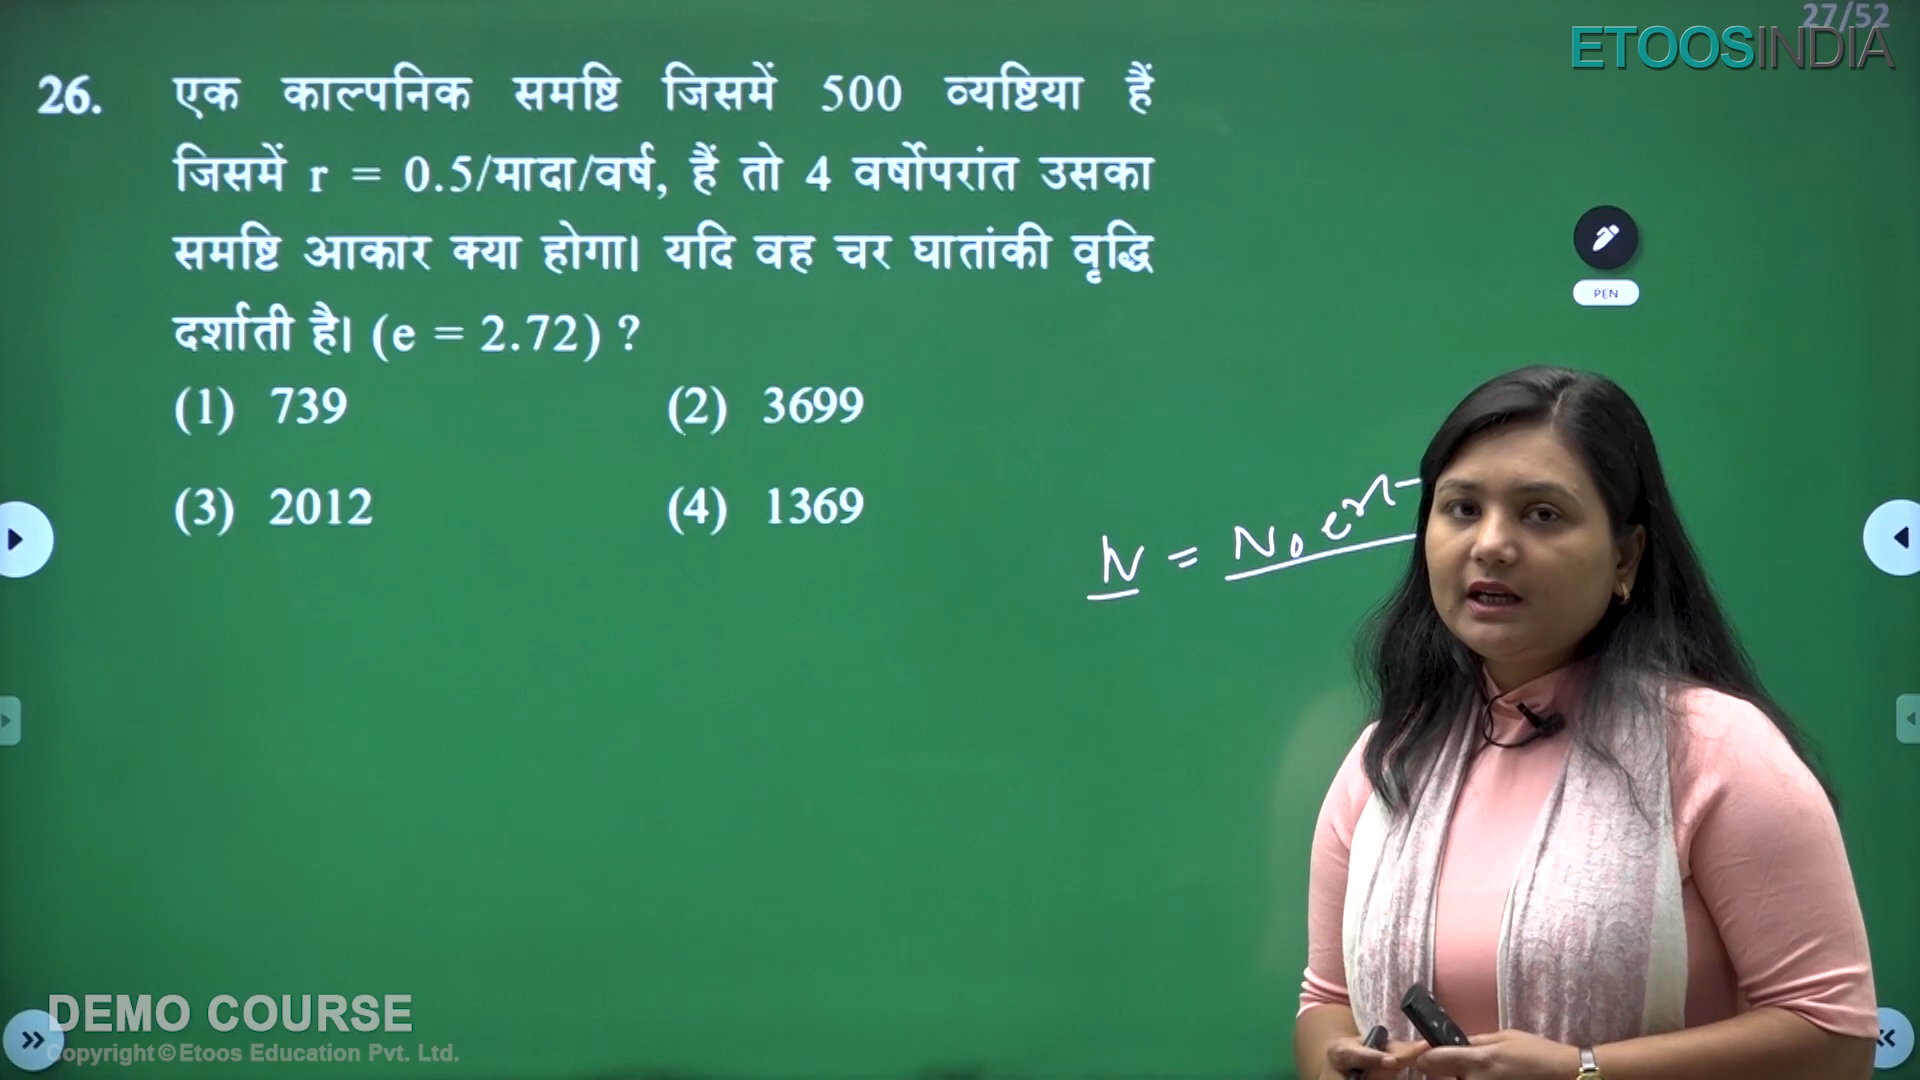 27/52
ETOOSINDIA
26. एक काल्पनिक समष्टि जिसमें 500 व्यष्टिया हैं
जिसमें r = 0.5/मादा/वर्ष, हैं तो 4 वर्षोपरांत उसका
समष्टि आकार क्या होगा। यदि वह चर घातांकी वृद्धि
दर्शाती है। (e = 2.72) ?
(1) 739 (2) 3699
(3) 2012 (4) 1369
PEN
N = N₀ e
DEMO COURSE
Copyright © Etoos Education Pvt. Ltd.